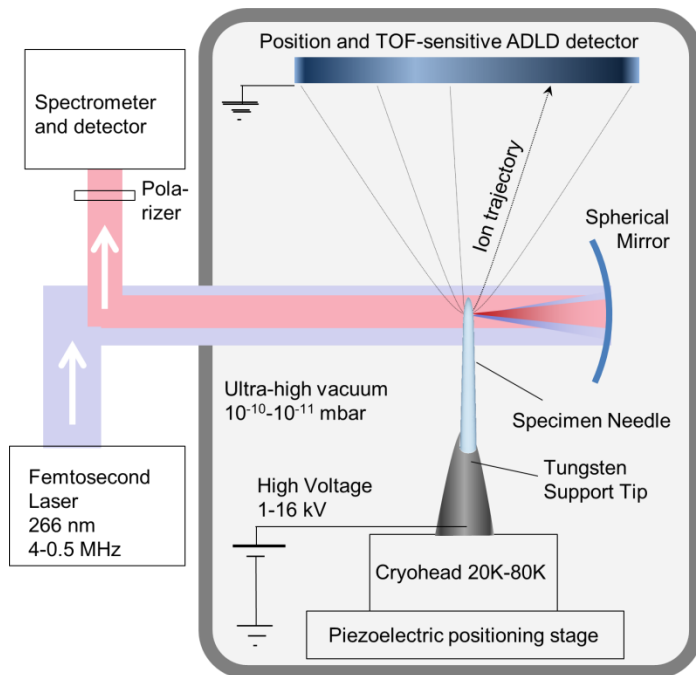 Position and TOF-sensitive ADLD detector
Spectrometer
and detector
Pola-
rizer
Ion trajectory
Spherical
Mirror
Ultra-high vacuum
10⁻¹⁰-10⁻¹¹ mbar
Specimen Needle
Femtosecond
Laser
266 nm
4-0.5 MHz
Tungsten
Support Tip
High Voltage
1-16 kV
Cryohead 20K-80K
Piezoelectric positioning stage